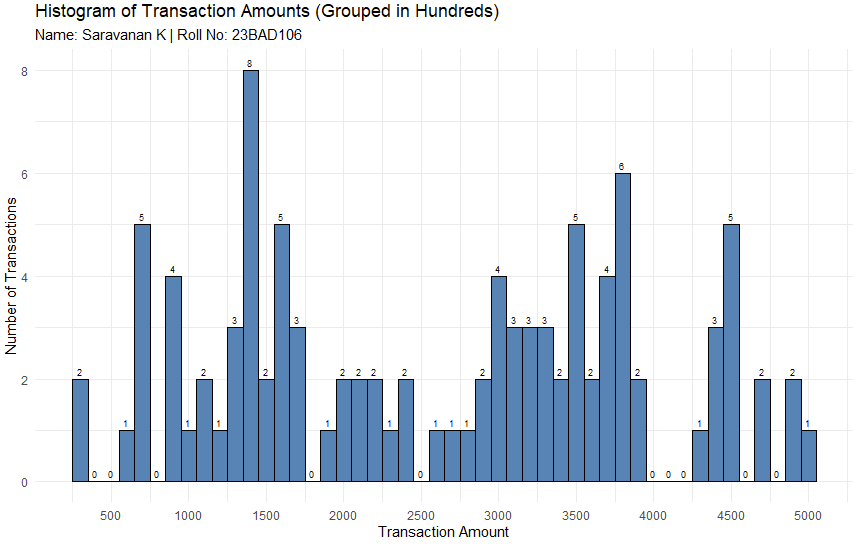 Histogram of Transaction Amounts (Grouped in Hundreds)
Name: Saravanan K | Roll No: 23BAD106
Number of Transactions
8
6
4
2
0
2 0 0 1 5 0 4 1 2 1 3 8 2 5 3 0 1 2 2 2 1 2 0 1 1 1 2 4 3 3 3 2 5 2 4 6 2 0 0 0 1 3 5 0 2 0 2 1
500 1000 1500 2000 2500 3000 3500 4000 4500 5000
Transaction Amount